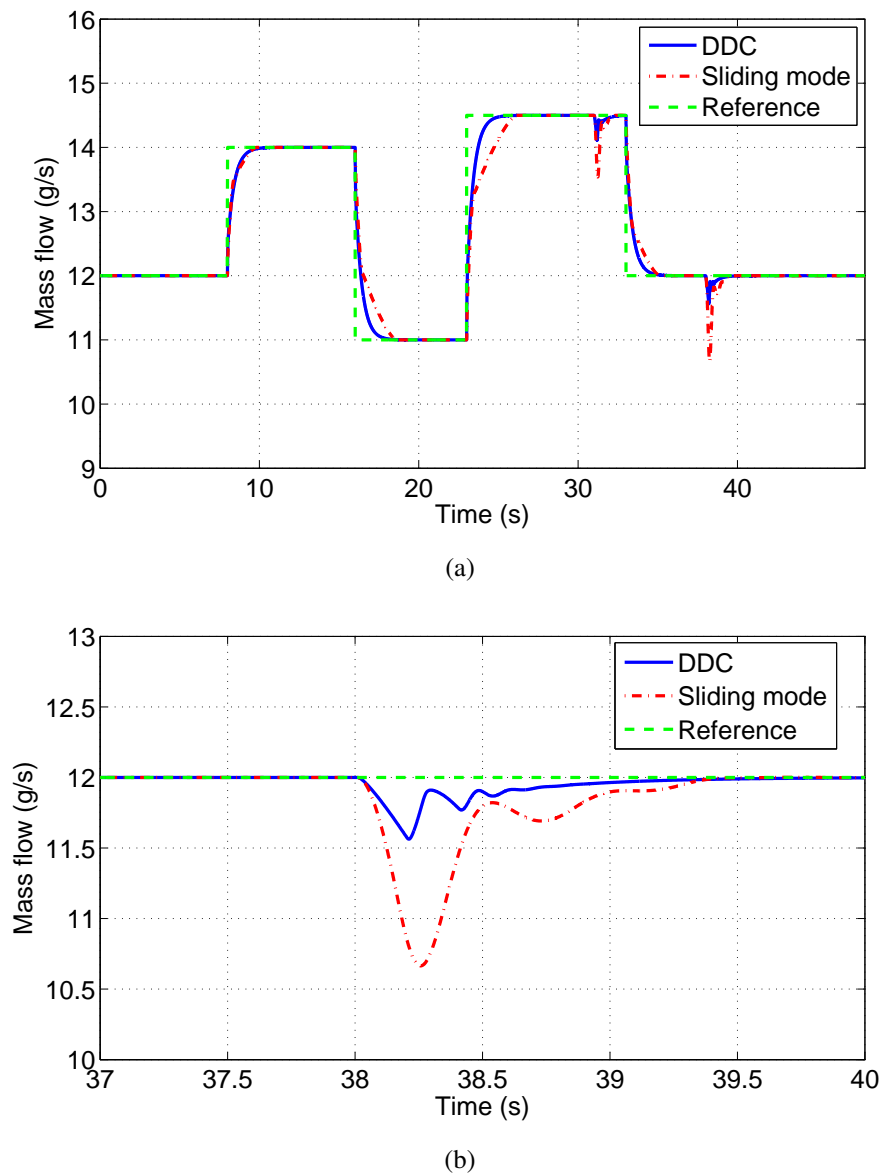 16
15
14
13
12
11
10
9
Mass flow (g/s)
DDC
Sliding mode
Reference
0 10 20 30 40
Time (s)
(a)
13
12.5
12
11.5
11
10.5
10
Mass flow (g/s)
DDC
Sliding mode
Reference
37 37.5 38 38.5 39 39.5 40
Time (s)
(b)